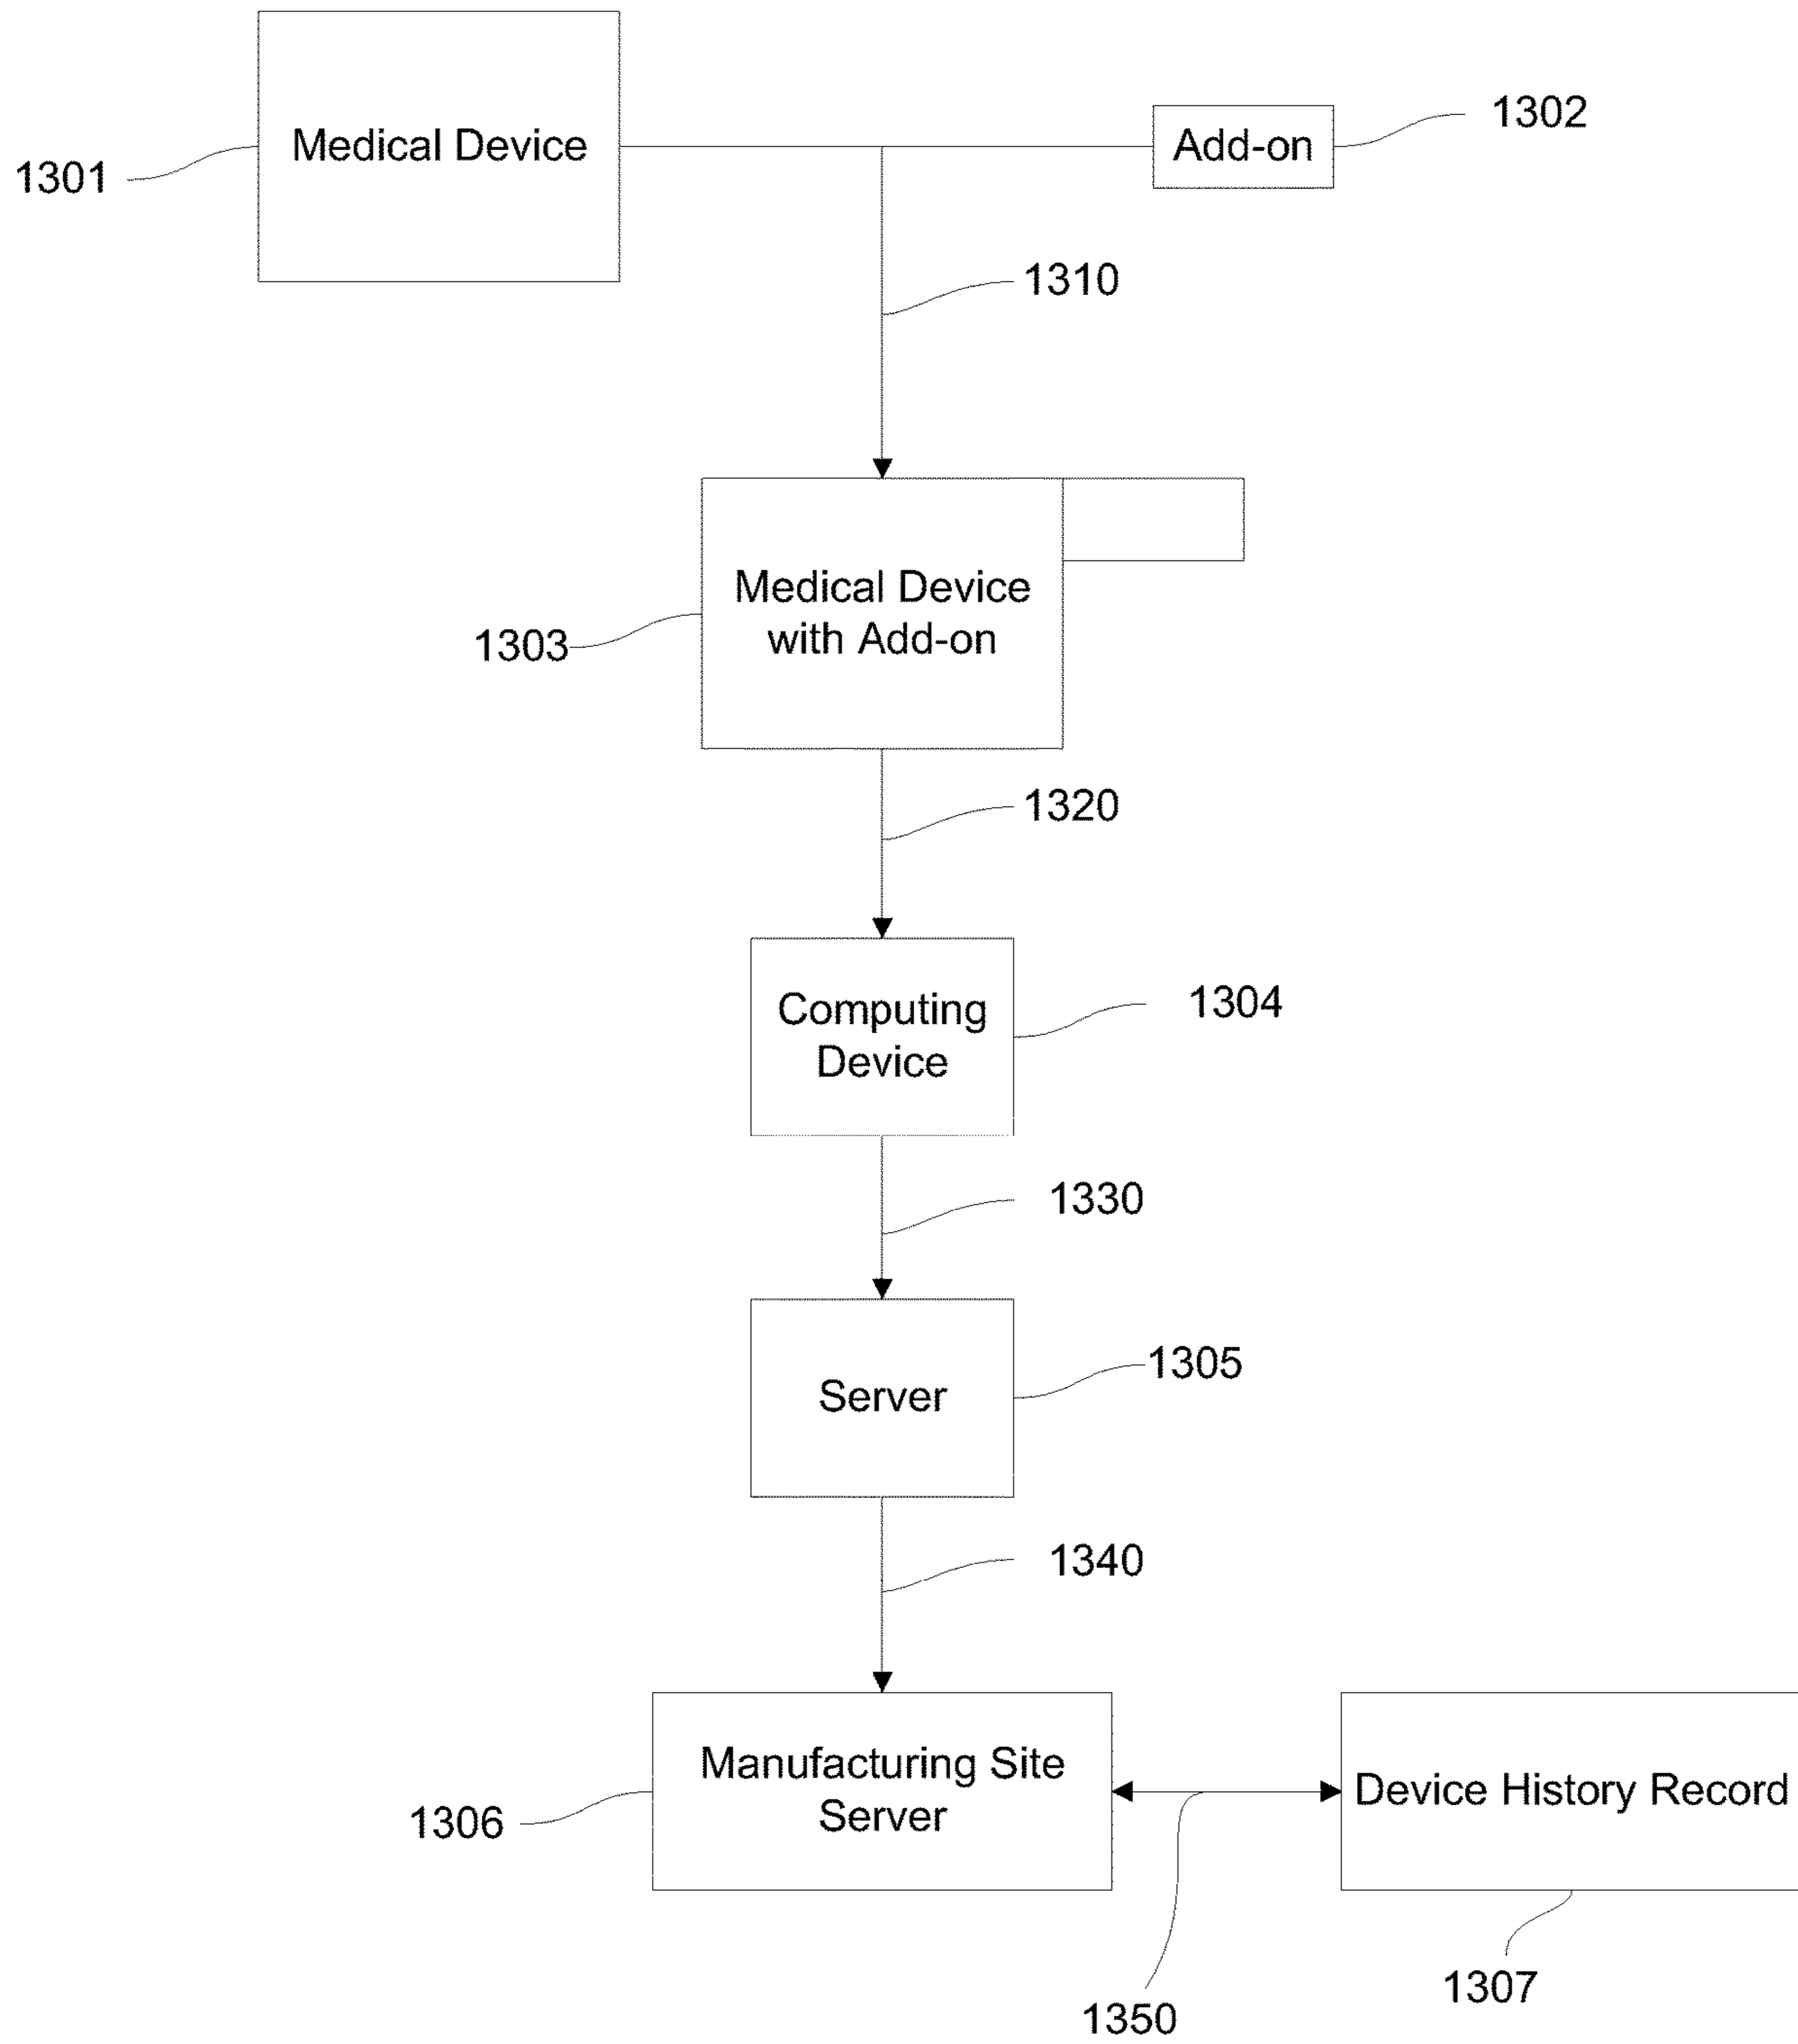 1302
Medical Device
Add-on
1301
1310
Medical Device
with Add-on
1303
1320
Computing
Device
1304
1330
Server
1305
1340
Manufacturing Site
Server
Device History Record
1306
1307
1350